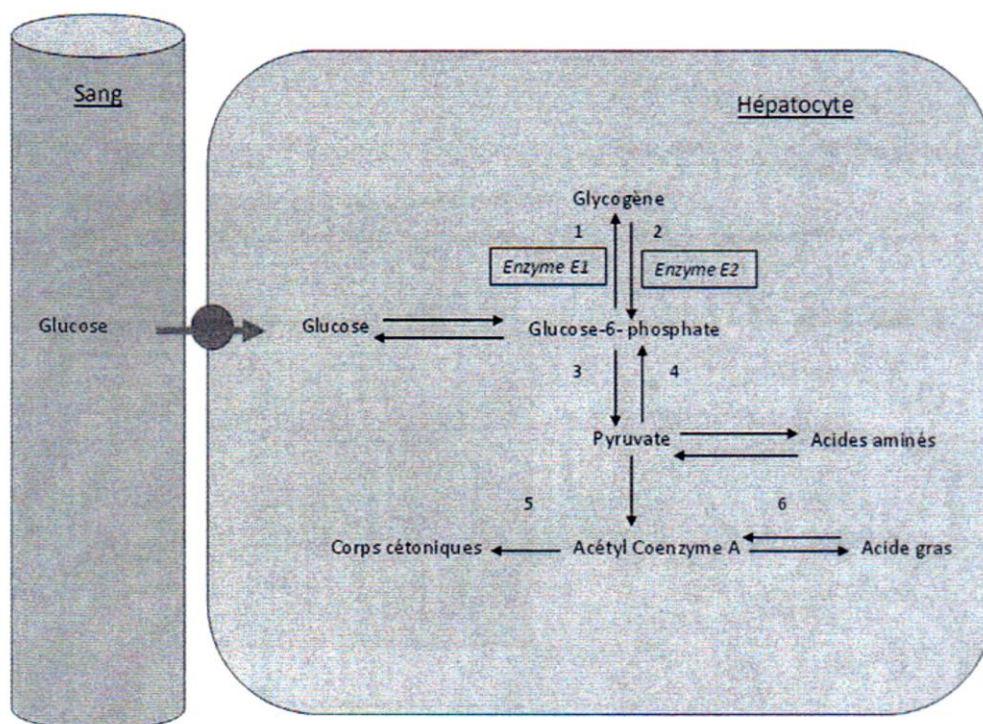 Sang
Hépatocyte
Glycogène
1 2
Enzyme E1 Enzyme E2
Glucose Glucose Glucose-6- phosphate
3 4
Pyruvate Acides aminés
5 6
Corps cétoniques Acétyl Coenzyme A Acide gras